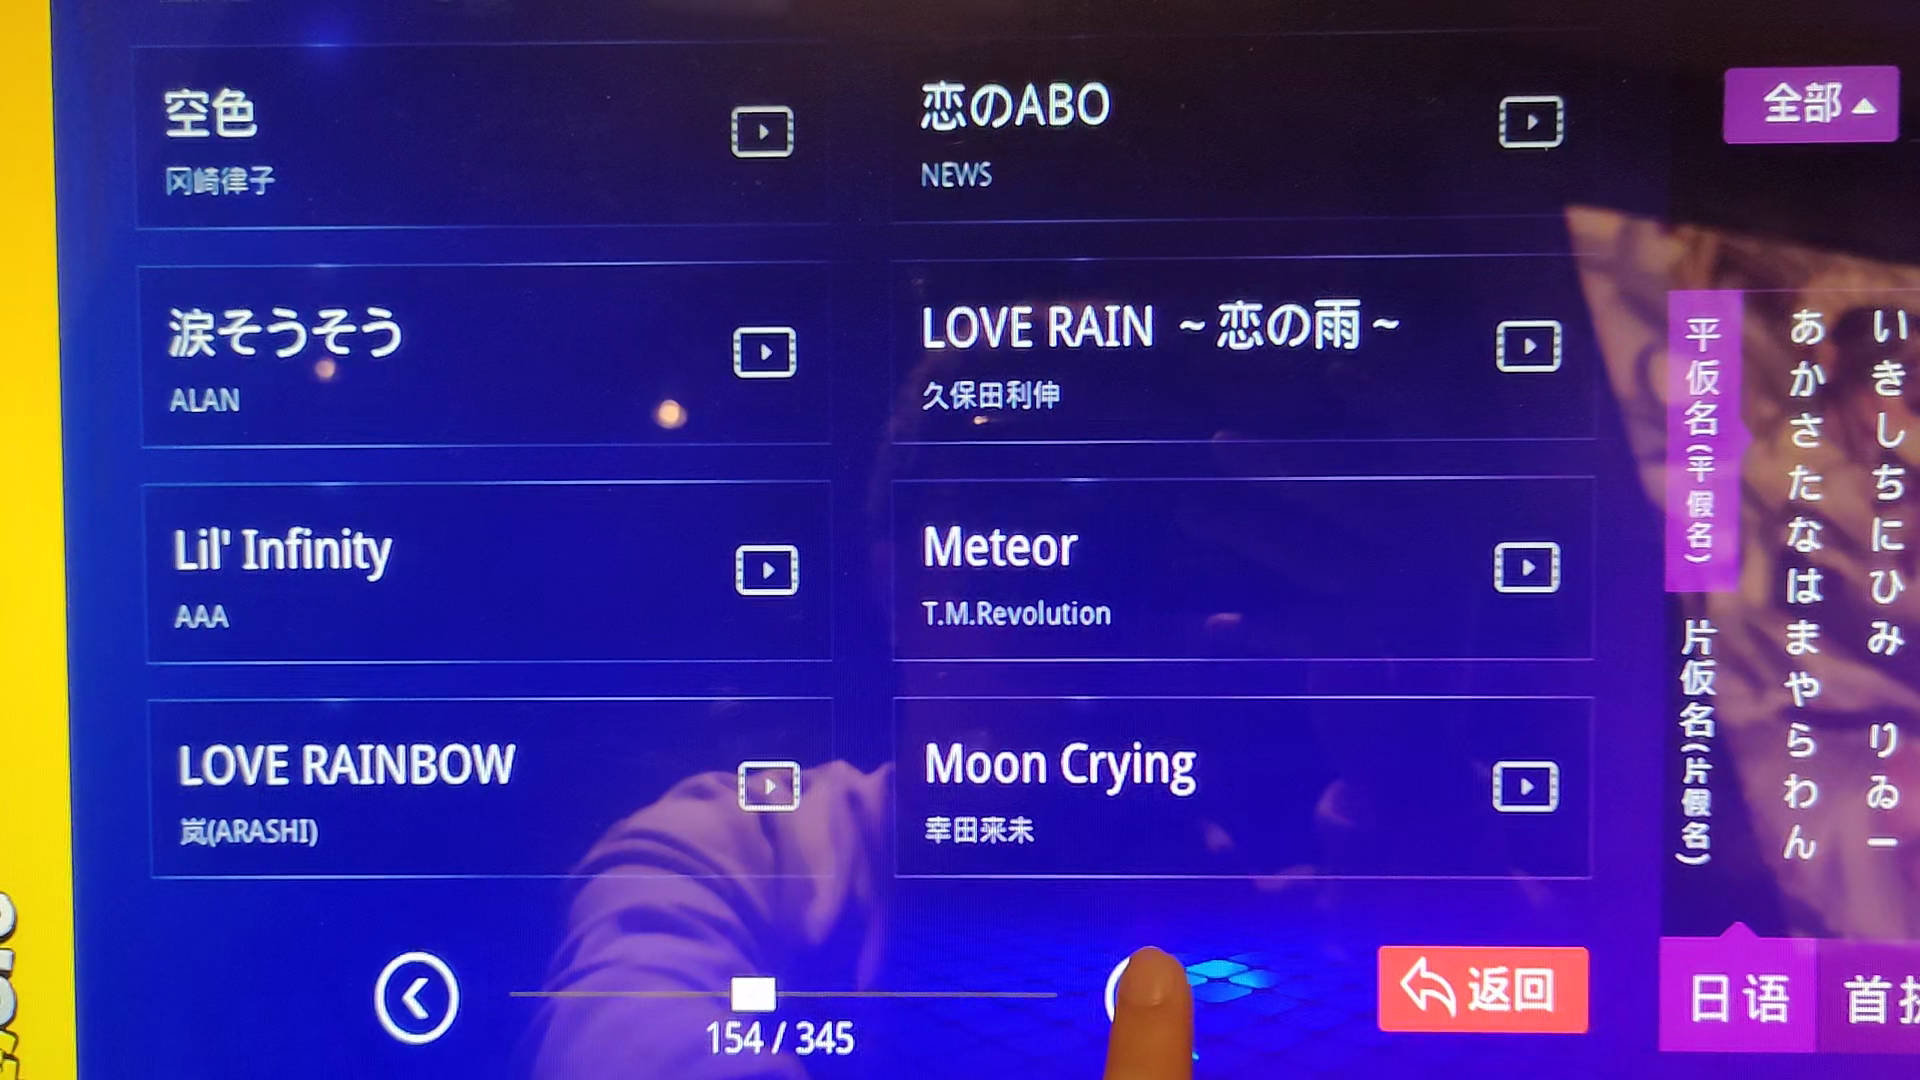 空色
冈崎律子
恋のABO
NEWS
涙そうそう
ALAN
LOVE RAIN ~恋の雨~
久保田利伸
Lil' Infinity
AAA
Meteor
T.M.Revolution
LOVE RAINBOW
岚(ARASHI)
Moon Crying
幸田来未
154 / 345
返回
全部
平仮名(平假名)
片仮名(片假名)
あかさたなはまやらわん
いきしちにひみ りゐー
日语
首